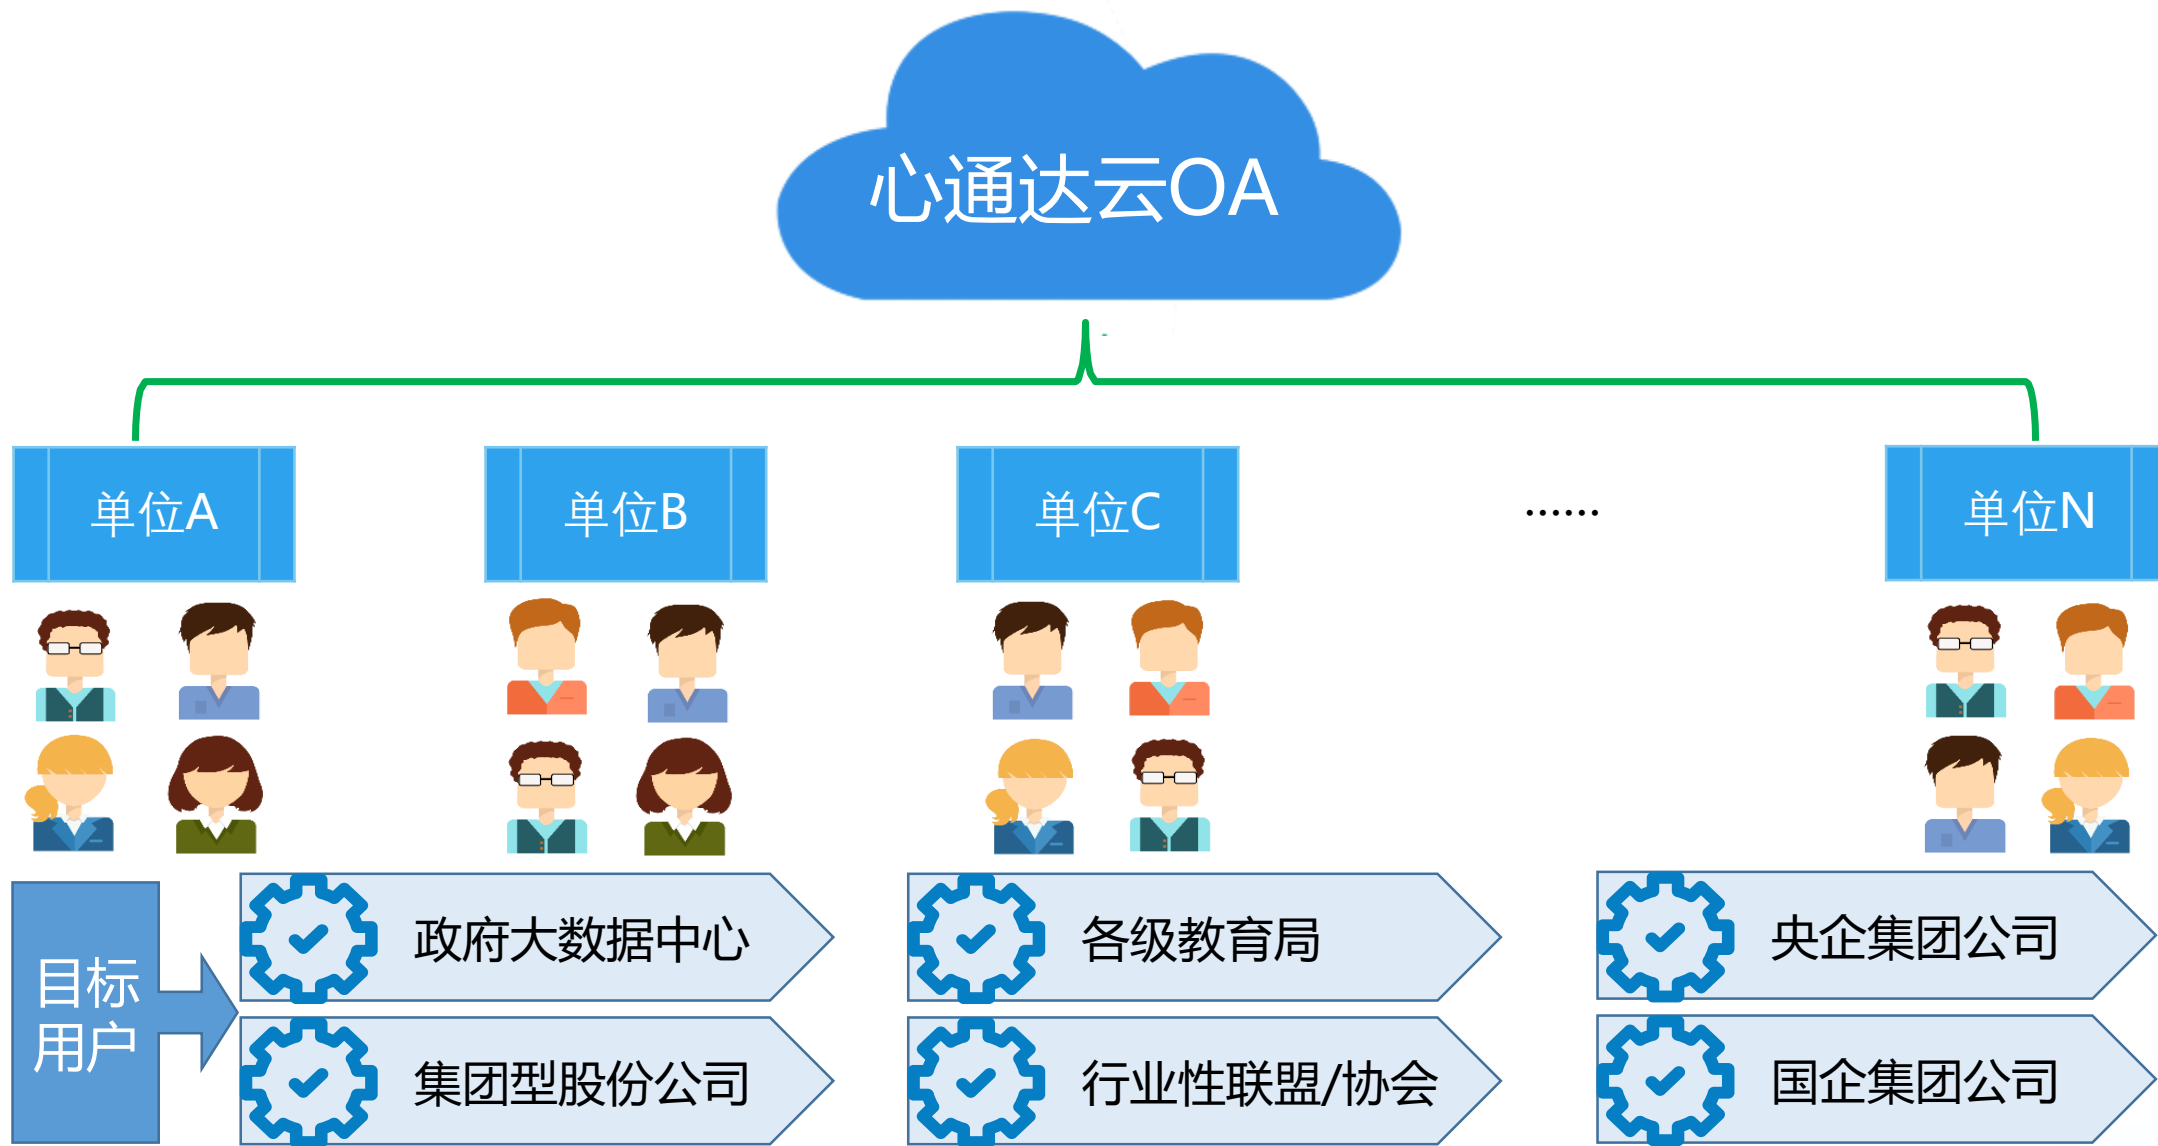 心通达云OA
单位A
单位B
单位C
......
单位N
目标
用户
政府大数据中心
各级教育局
央企集团公司
集团型股份公司
行业性联盟/协会
国企集团公司